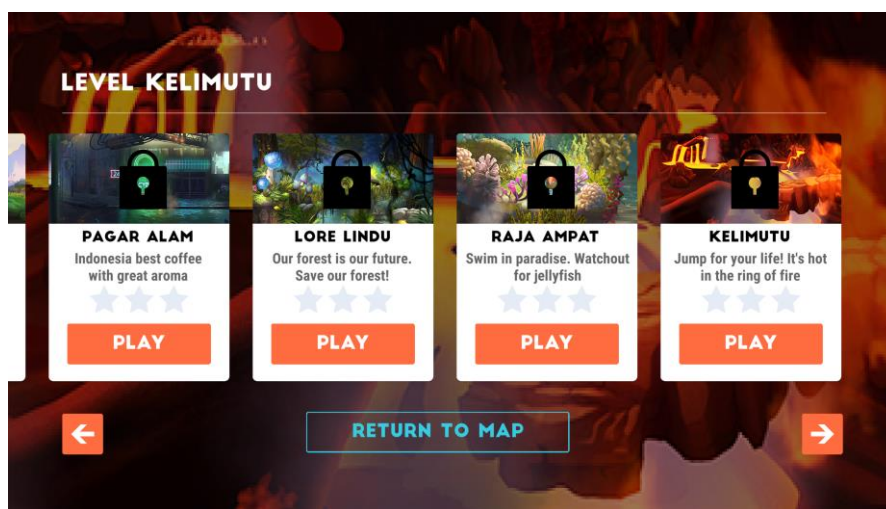 LEVEL KELIMUTU
PAGAR ALAM
Indonesia best coffee
with great aroma
PLAY
LORE LINDU
Our forest is our future.
Save our forest!
PLAY
RAJA AMPAT
Swim in paradise. Watchout
for jellyfish
PLAY
KELIMUTU
Jump for your life! It's hot
in the ring of fire
PLAY
RETURN TO MAP